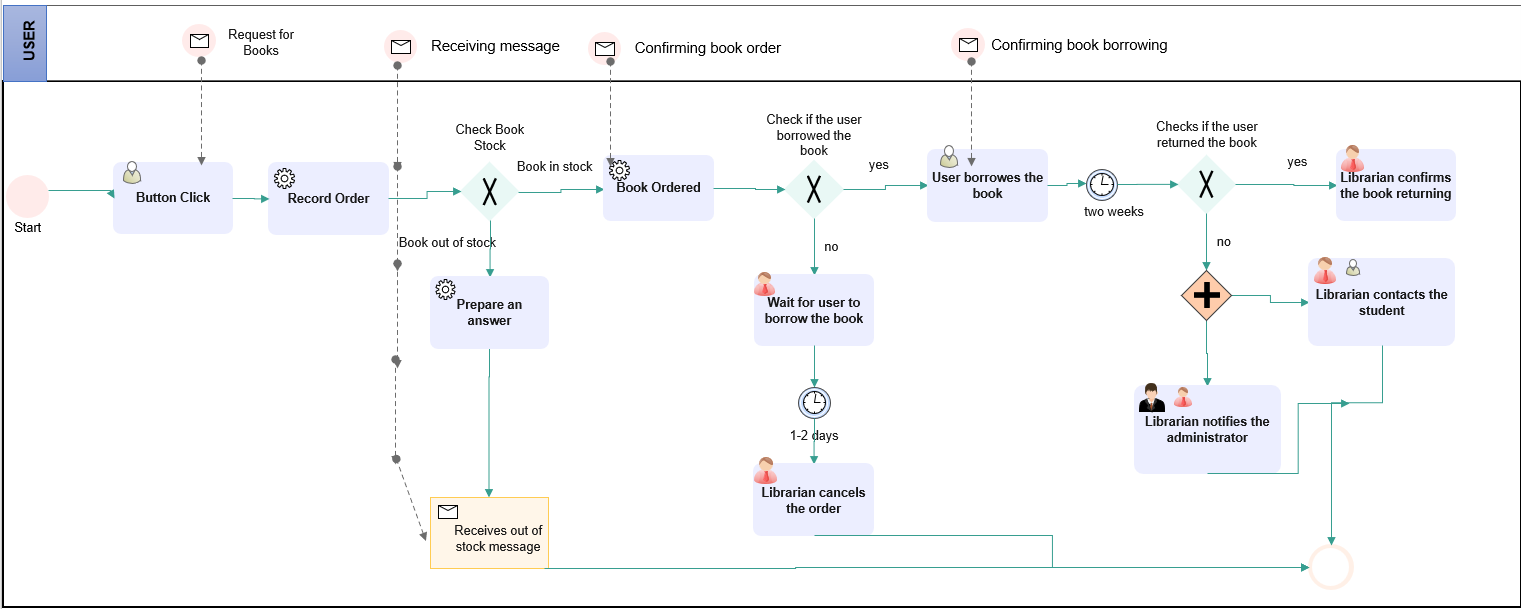 USER
Request for
Books
Receiving message
Confirming book order
Confirming book borrowing
Start
Button Click
Record Order
Check Book
Stock
Book in stock
Book out of stock
Book Ordered
Check if the user
borrowed the
book
yes
no
User borrowes the
book
two weeks
Checks if the user
returned the book
yes
no
Librarian confirms
the book returning
Prepare an
answer
Wait for user to
borrow the book
1-2 days
Librarian cancels
the order
Librarian contacts the
student
Librarian notifies the
administrator
Receives out of
stock message